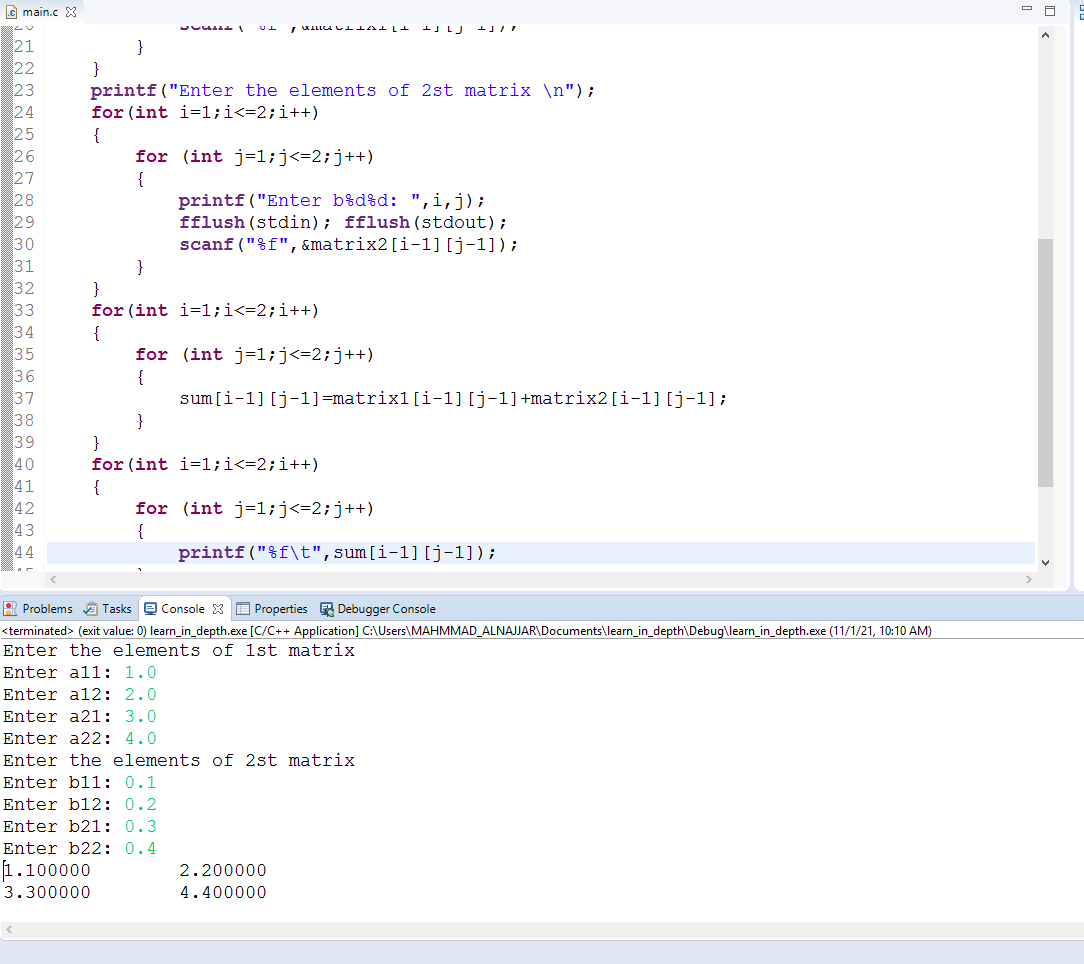 main.c
20 scanf("%f",&matrix1[i-1][j-1]);
21 }
22 }
23 printf("Enter the elements of 2st matrix \n");
24 for(int i=1;i<=2;i++)
25 {
26 for (int j=1;j<=2;j++)
27 {
28 printf("Enter b%d%d: ",i,j);
29 fflush(stdin); fflush(stdout);
30 scanf("%f",&matrix2[i-1][j-1]);
31 }
32 }
33 for(int i=1;i<=2;i++)
34 {
35 for (int j=1;j<=2;j++)
36 {
37 sum[i-1][j-1]=matrix1[i-1][j-1]+matrix2[i-1][j-1];
38 }
39 }
40 for(int i=1;i<=2;i++)
41 {
42 for (int j=1;j<=2;j++)
43 {
44 printf("%f\t",sum[i-1][j-1]);
45 }
Problems Tasks Console Properties Debugger Console
<terminated> (exit value: 0) learn_in_depth.exe [C/C++ Application] C:\Users\MAHMMAD_ALNAJJAR\Documents\learn_in_depth\Debug\learn_in_depth.exe (11/1/21, 10:10 AM)
Enter the elements of 1st matrix
Enter a11: 1.0
Enter a12: 2.0
Enter a21: 3.0
Enter a22: 4.0
Enter the elements of 2st matrix
Enter b11: 0.1
Enter b12: 0.2
Enter b21: 0.3
Enter b22: 0.4
1.100000 2.200000
3.300000 4.400000